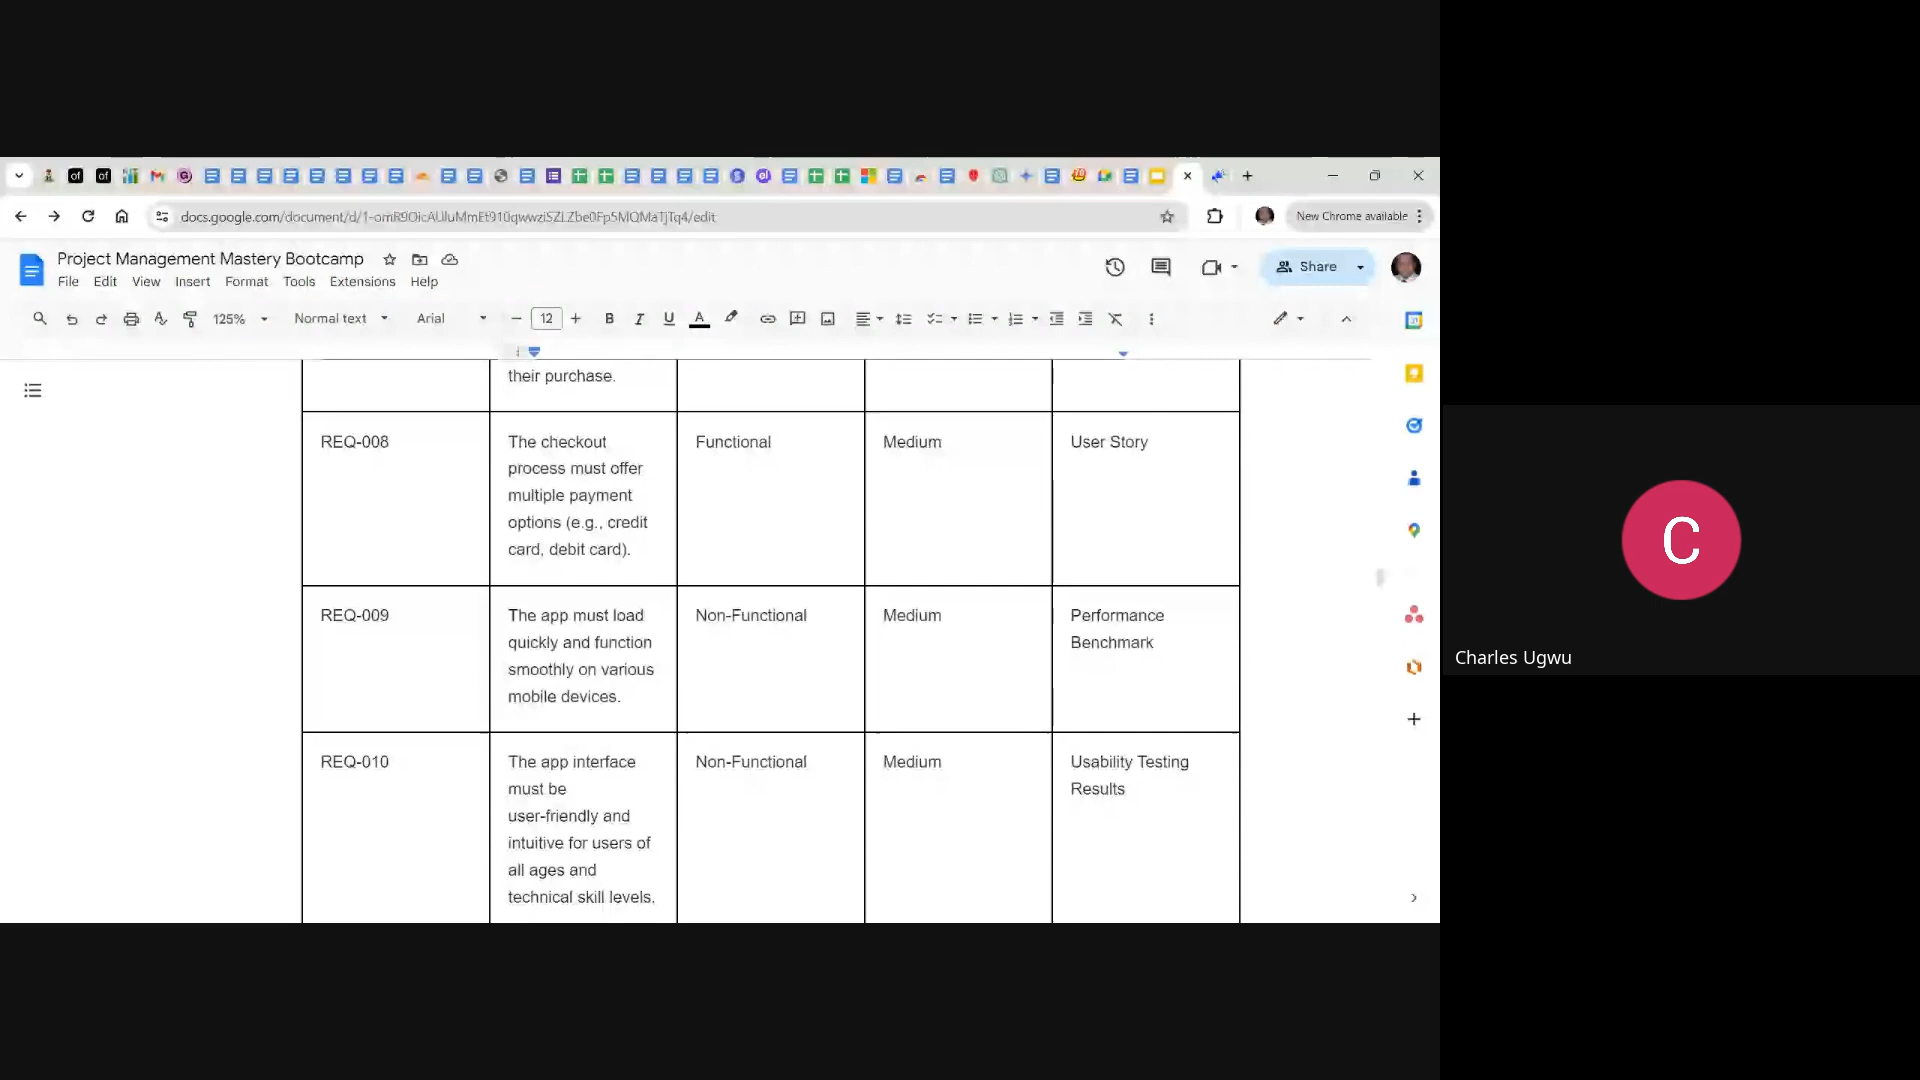 docs.google.com/document/d/1-omR9OicAUluMmEt910qwwziSZLZbe0Fp5MQMaTjTq4/edit
New Chrome available
Project Management Mastery Bootcamp
Share
File Edit View Insert Format Tools Extensions Help
125% Normal text Arial 12 B I U A
their purchase.
REQ-008
The checkout
process must offer
multiple payment
options (e.g., credit
card, debit card).
Functional
Medium
User Story
REQ-009
The app must load
quickly and function
smoothly on various
mobile devices.
Non-Functional
Medium
Performance
Benchmark
REQ-010
The app interface
must be
user-friendly and
intuitive for users of
all ages and
technical skill levels.
Non-Functional
Medium
Usability Testing
Results
C
Charles Ugwu